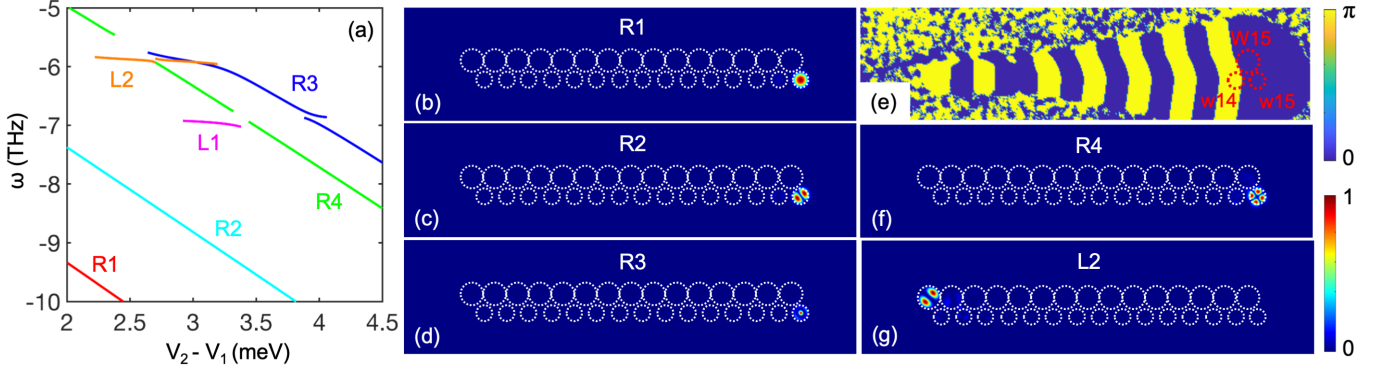 -5
-6
-7
-8
-9
-10
ω (THz)
(a)
L2
R3
L1
R4
R2
R1
2
2.5
3
3.5
4
4.5
V2 - V1 (meV)
R1
(b)
R2
(c)
R3
(d)
W15
w14
w15
(e)
π
0
R4
(f)
L2
(g)
1
0